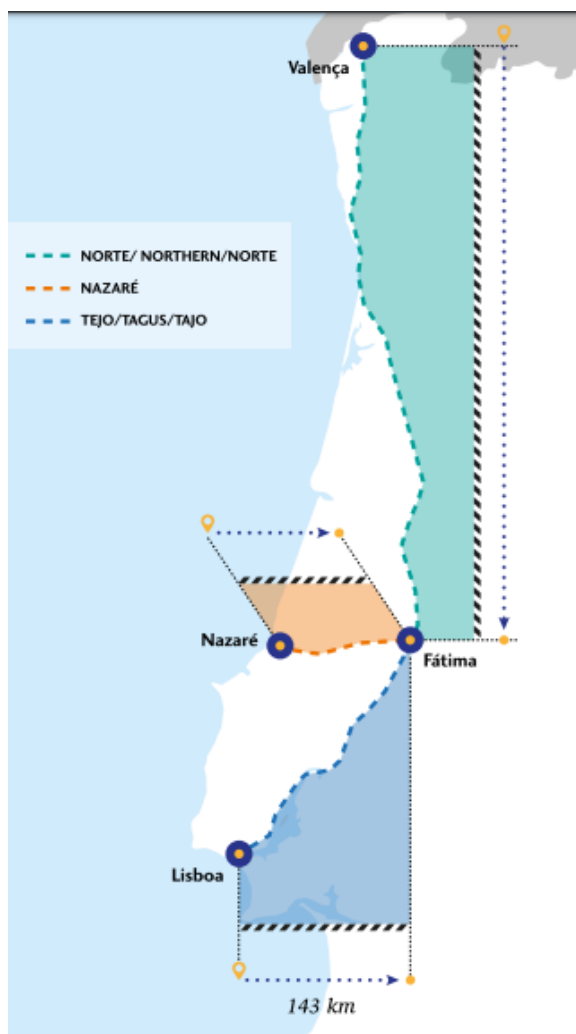 Valença
NORTE/ NORTHERN/NORTE
NAZARÉ
TEJO/TAGUS/TAJO
Nazaré
Fátima
Lisboa
143 km